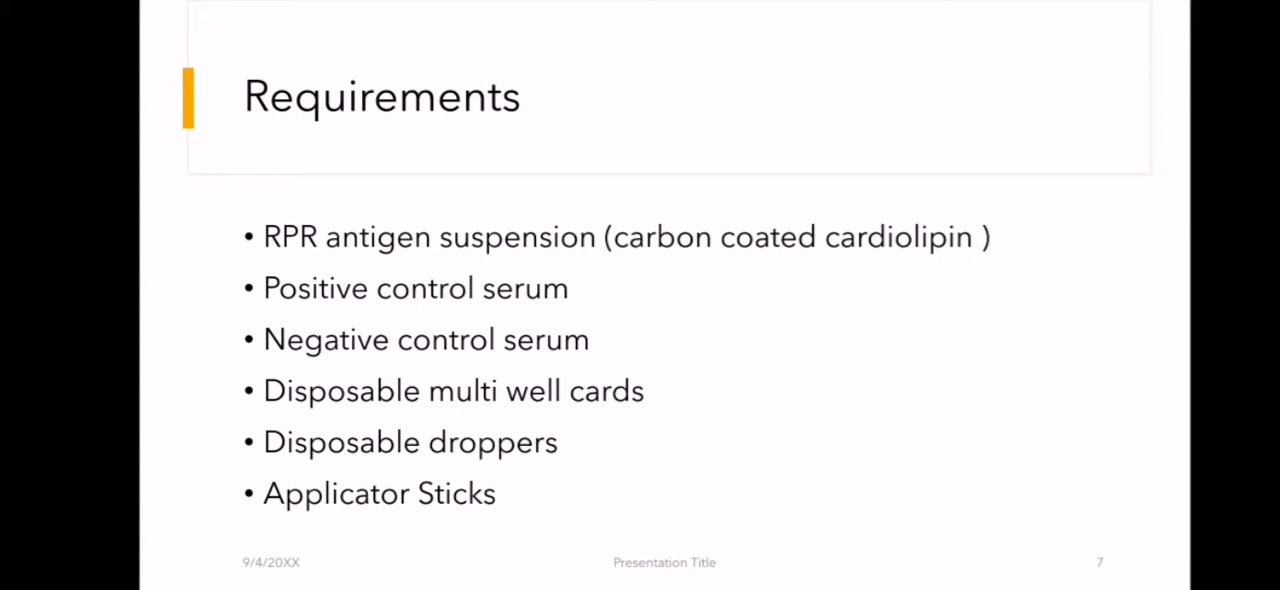 Requirements
• RPR antigen suspension (carbon coated cardiolipin )
• Positive control serum
• Negative control serum
• Disposable multi well cards
• Disposable droppers
• Applicator Sticks
9/4/20XX Presentation Title 7